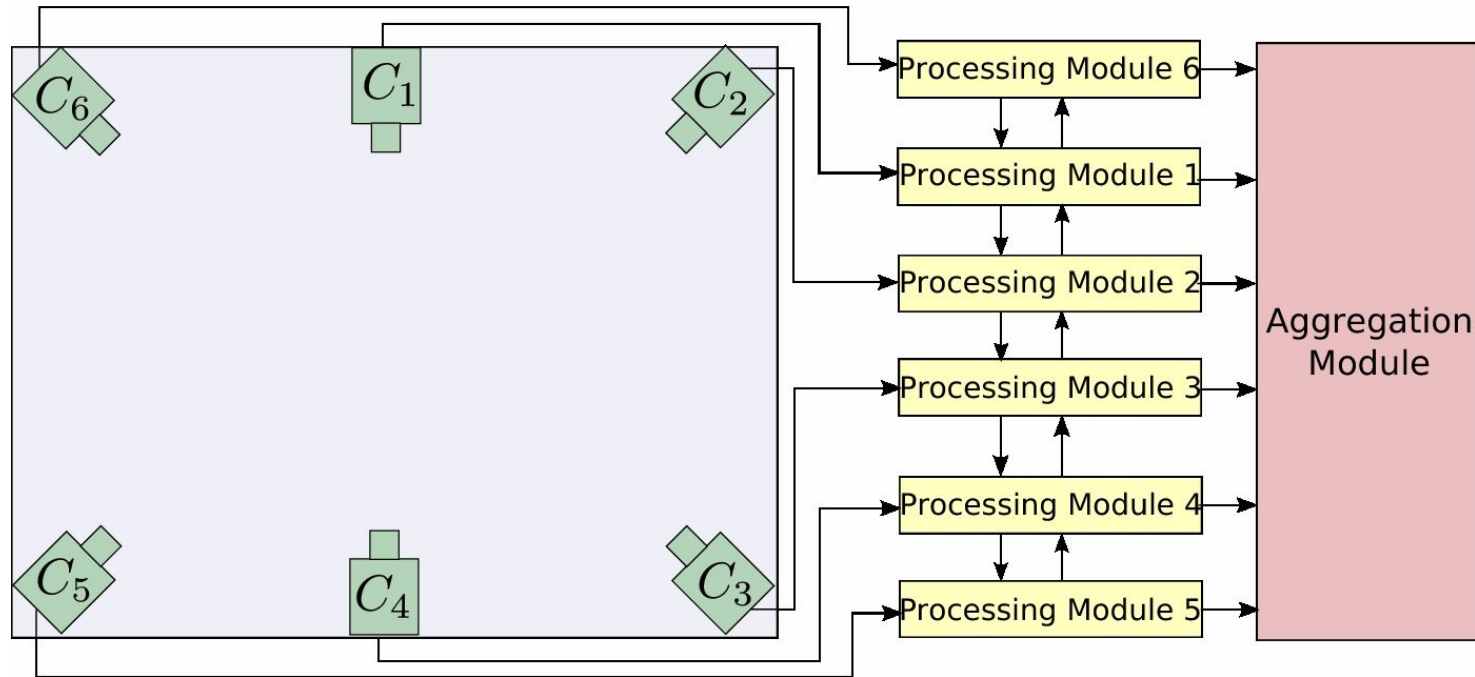 C6
C1
C2
C5
C4
C3
Processing Module 6
Processing Module 1
Processing Module 2
Processing Module 3
Processing Module 4
Processing Module 5
Aggregation
Module